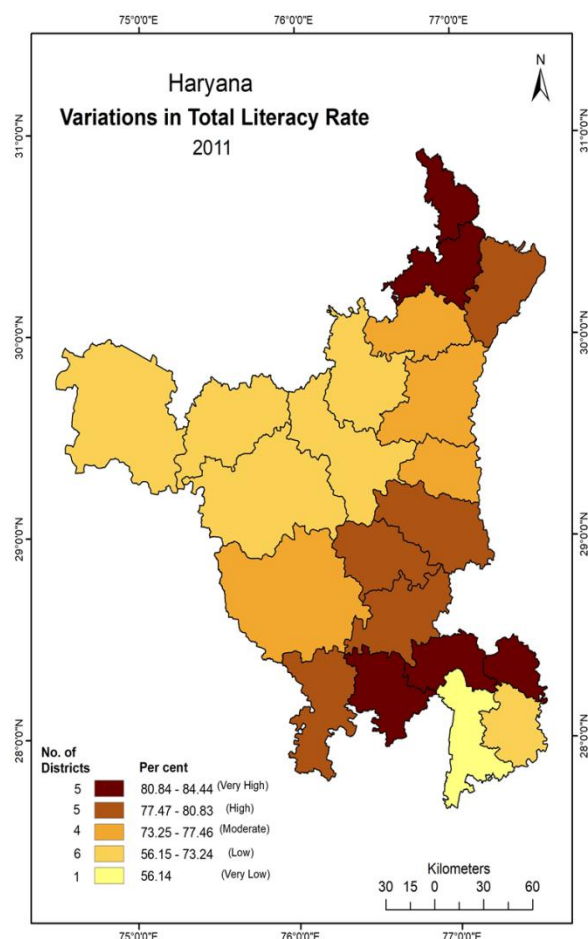 75°0'0"E 76°0'0"E 77°0'0"E
Haryana
Variations in Total Literacy Rate
2011
N
31°0'0"N 31°0'0"N
30°0'0"N 30°0'0"N
29°0'0"N 29°0'0"N
28°0'0"N 28°0'0"N
No. of
Districts Per cent
5 80.84 - 84.44 (Very High)
5 77.47 - 80.83 (High)
4 73.25 - 77.46 (Moderate)
6 56.15 - 73.24 (Low)
1 56.14 (Very Low)
Kilometers
30 15 0 30 60
75°0'0"E 76°0'0"E 77°0'0"E